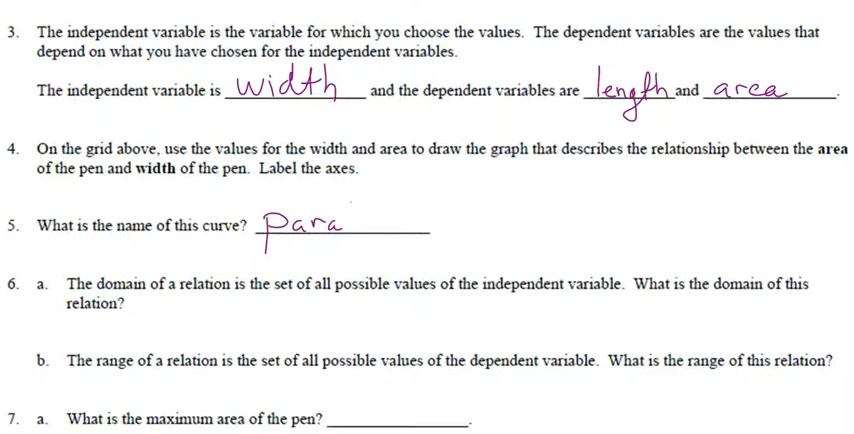 3. The independent variable is the variable for which you choose the values. The dependent variables are the values that
depend on what you have chosen for the independent variables.
The independent variable is width and the dependent variables are length and area.
4. On the grid above, use the values for the width and area to draw the graph that describes the relationship between the area
of the pen and width of the pen. Label the axes.
5. What is the name of this curve? Para
6. a. The domain of a relation is the set of all possible values of the independent variable. What is the domain of this
relation?
b. The range of a relation is the set of all possible values of the dependent variable. What is the range of this relation?
7. a. What is the maximum area of the pen? ____________.